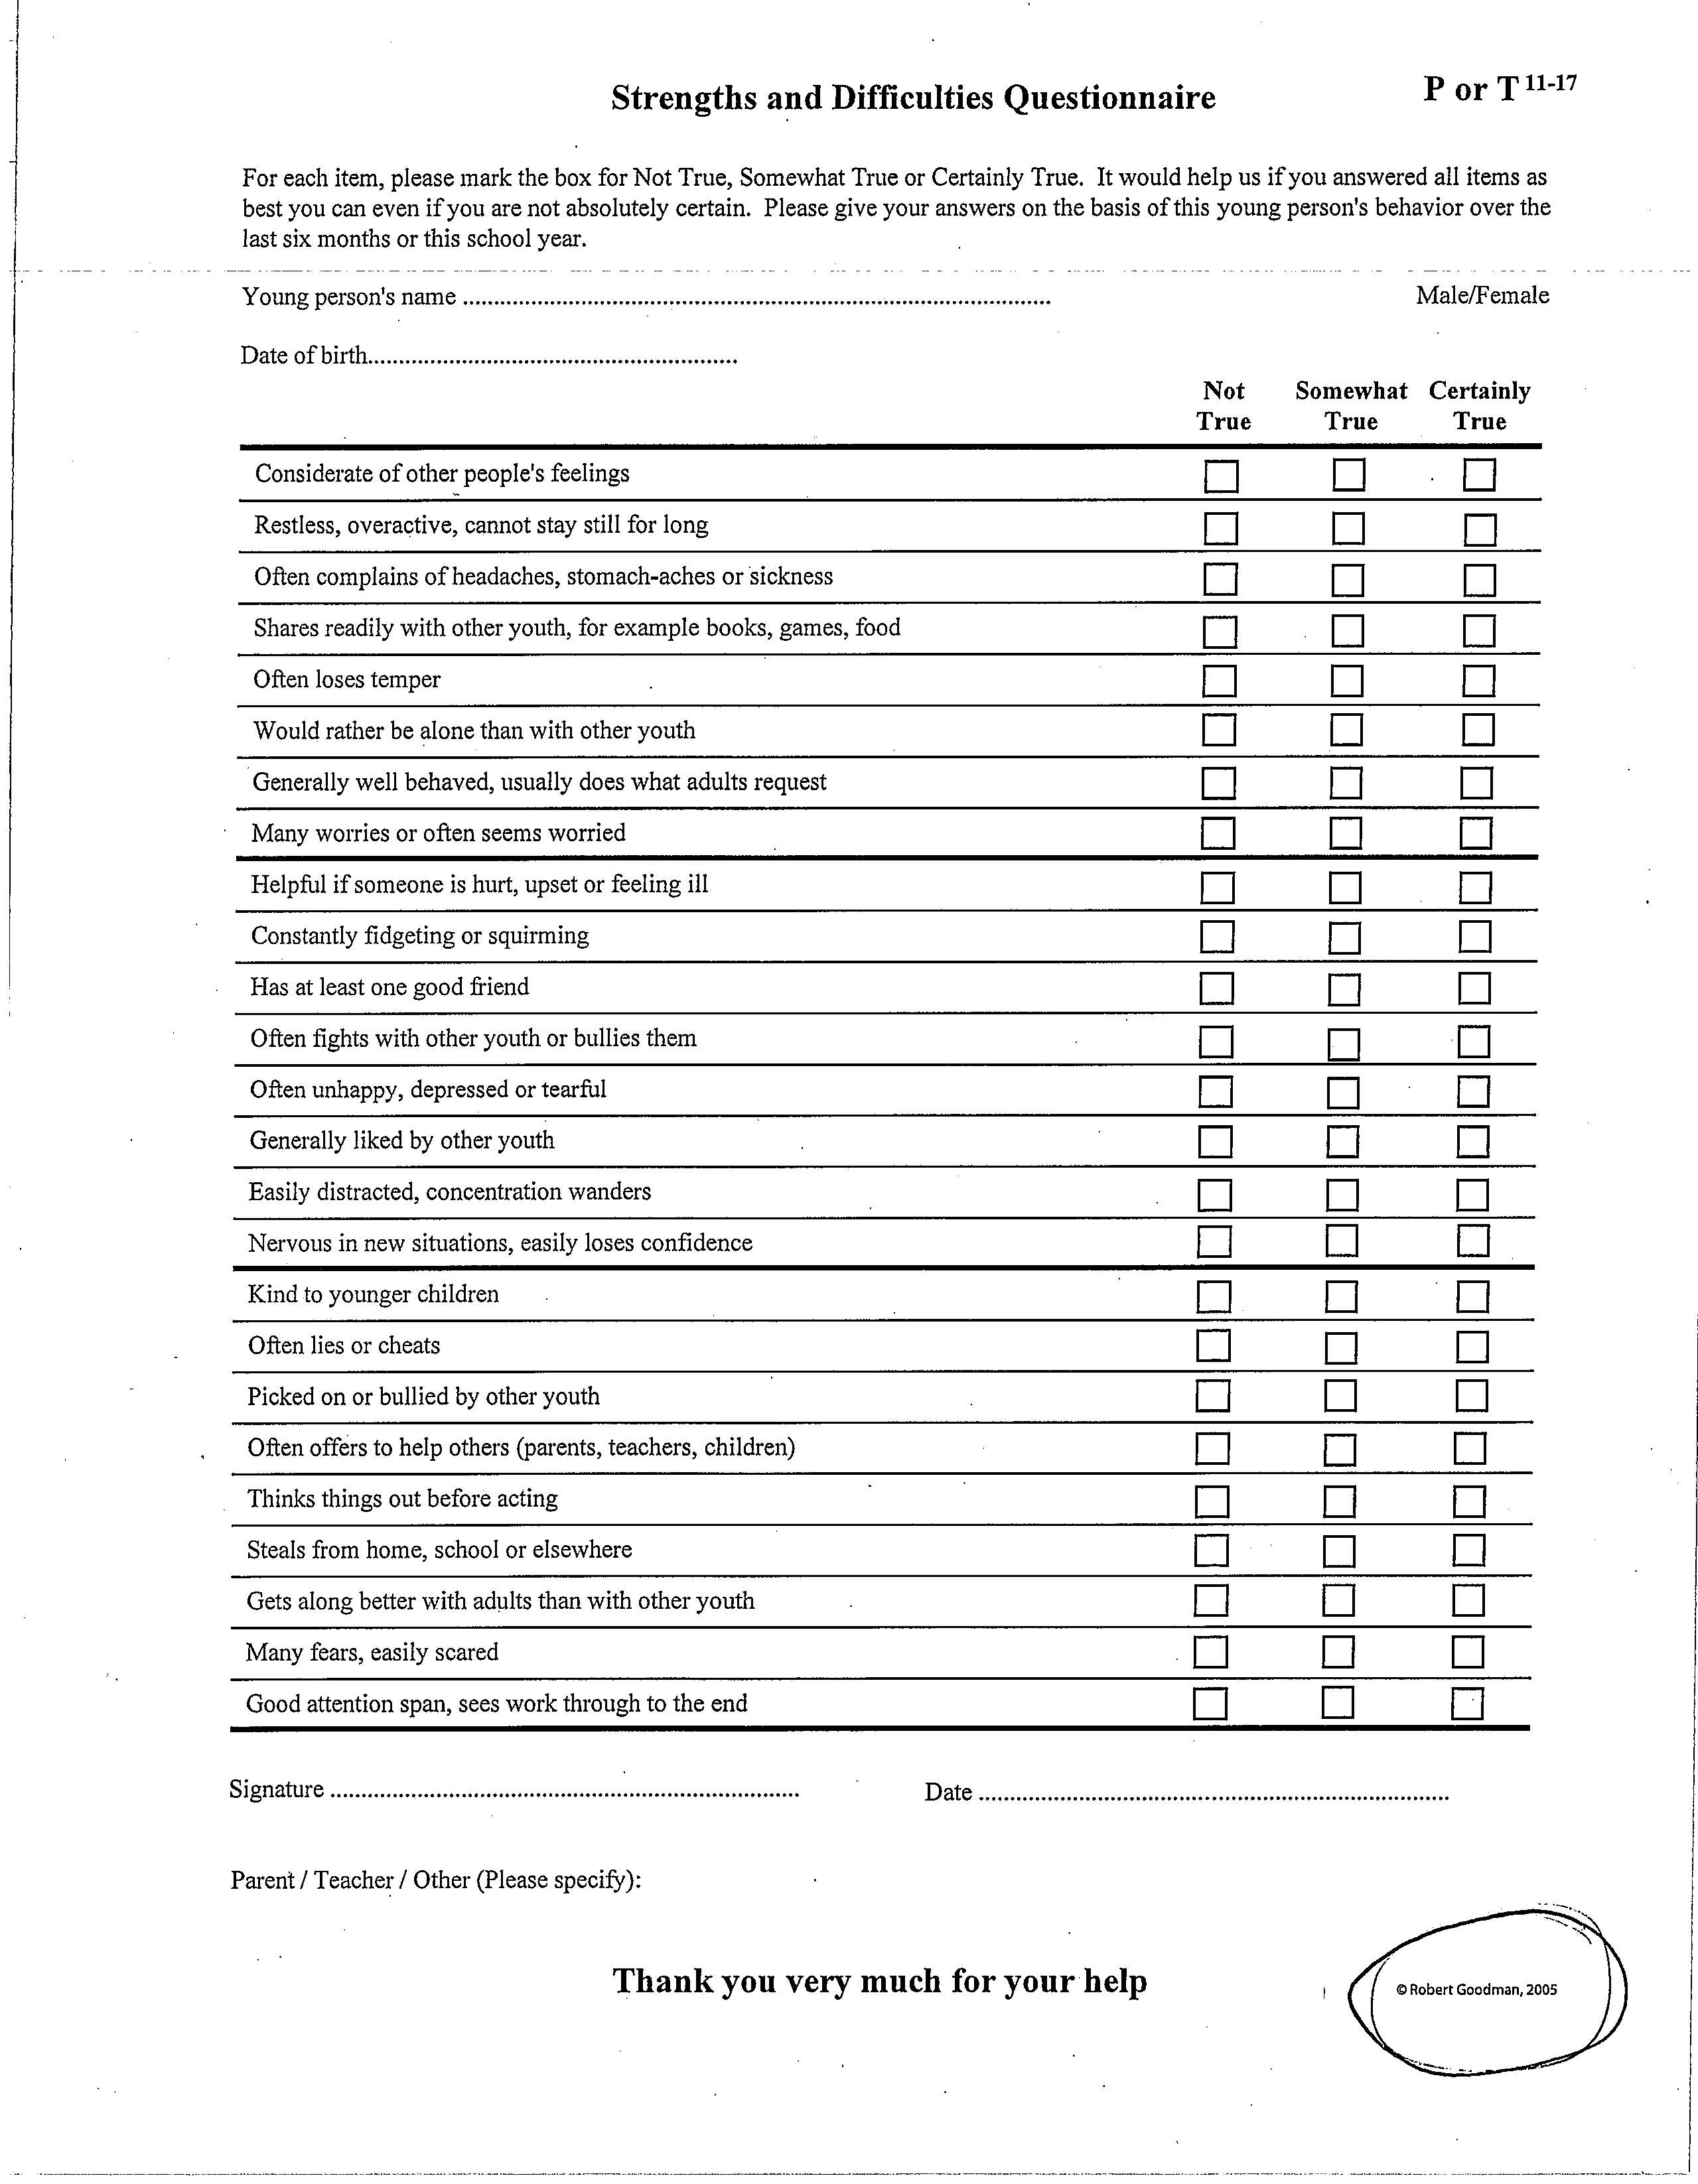 Strengths and Difficulties Questionnaire
P or T 11-17
For each item, please mark the box for Not True, Somewhat True or Certainly True. It would help us if you answered all items as
best you can even if you are not absolutely certain. Please give your answers on the basis of this young person's behavior over the
last six months or this school year.
Young person's name ..............................................................................................
Male/Female
Date of birth...........................................................
Not Somewhat Certainly
True True True
Considerate of other people's feelings
Restless, overactive, cannot stay still for long
Often complains of headaches, stomach-aches or sickness
Shares readily with other youth, for example books, games, food
Often loses temper
Would rather be alone than with other youth
Generally well behaved, usually does what adults request
Many worries or often seems worried
Helpful if someone is hurt, upset or feeling ill
Constantly fidgeting or squirming
Has at least one good friend
Often fights with other youth or bullies them
Often unhappy, depressed or tearful
Generally liked by other youth
Easily distracted, concentration wanders
Nervous in new situations, easily loses confidence
Kind to younger children
Often lies or cheats
Picked on or bullied by other youth
Often offers to help others (parents, teachers, children)
Thinks things out before acting
Steals from home, school or elsewhere
Gets along better with adults than with other youth
Many fears, easily scared
Good attention span, sees work through to the end
Signature ...........................................................................
Date ...........................................................................
Parent / Teacher / Other (Please specify):
Thank you very much for your help
© Robert Goodman, 2005